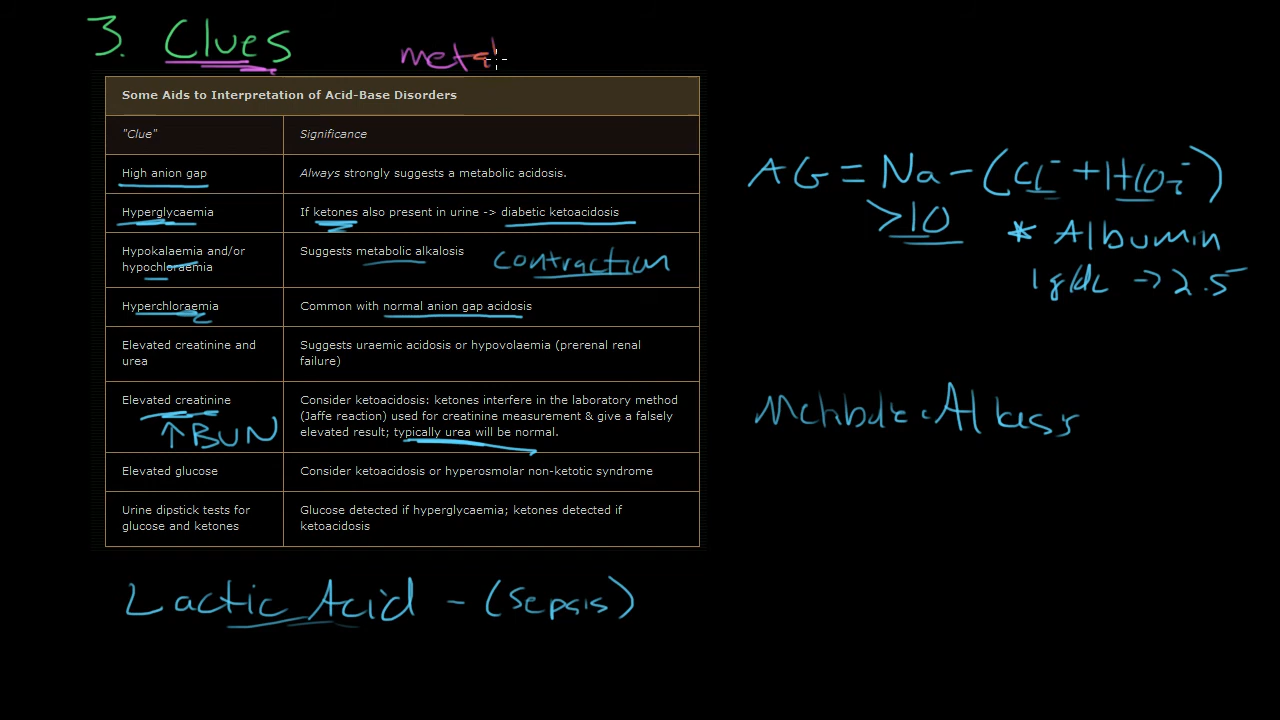 3. Clues
metal
Some Aids to Interpretation of Acid-Base Disorders
"Clue" Significance
High anion gap Always strongly suggests a metabolic acidosis.
Hyperglycaemia If ketones also present in urine -> diabetic ketoacidosis
Hypokalaemia and/or
hypochloraemia
Suggests metabolic alkalosis
contraction
Hyperchloraemia Common with normal anion gap acidosis
Elevated creatinine and
urea
Suggests uraemic acidosis or hypovolaemia (prerenal renal
failure)
Elevated creatinine
↑BUN
Consider ketoacidosis: ketones interfere in the laboratory method
(Jaffe reaction) used for creatinine measurement & give a falsely
elevated result; typically urea will be normal.
Elevated glucose Consider ketoacidosis or hyperosmolar non-ketotic syndrome
Urine dipstick tests for
glucose and ketones
Glucose detected if hyperglycaemia; ketones detected if
ketoacidosis
Lactic Acid - (Sepsis)
AG = Na - (Cl⁻ + HCO₃⁻)
>10
* Albumin
1 g/dL → 2.5